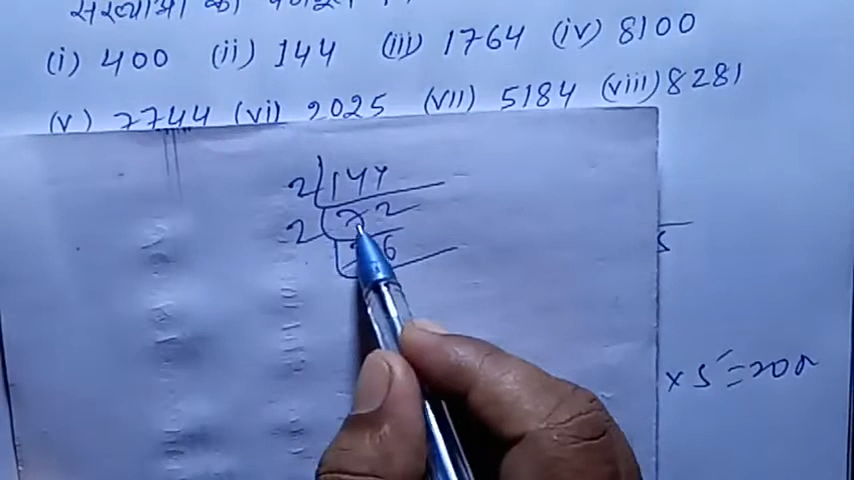 संख्याओं का
(i) 400 (ii) 144 (iii) 1764 (iv) 8100
(v) 7744 (vi) 2025 (vii) 5184 (viii) 8281
2 144
2 72
36
5
× 5 = 20